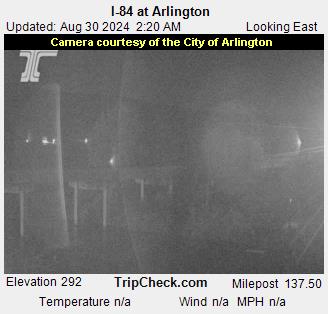 I-84 at Arlington
Updated: Aug 30 2024 2:20 AM Looking East
Camera courtesy of the City of Arlington
Elevation 292 TripCheck.com Milepost 137.50
Temperature n/a Wind n/a MPH n/a